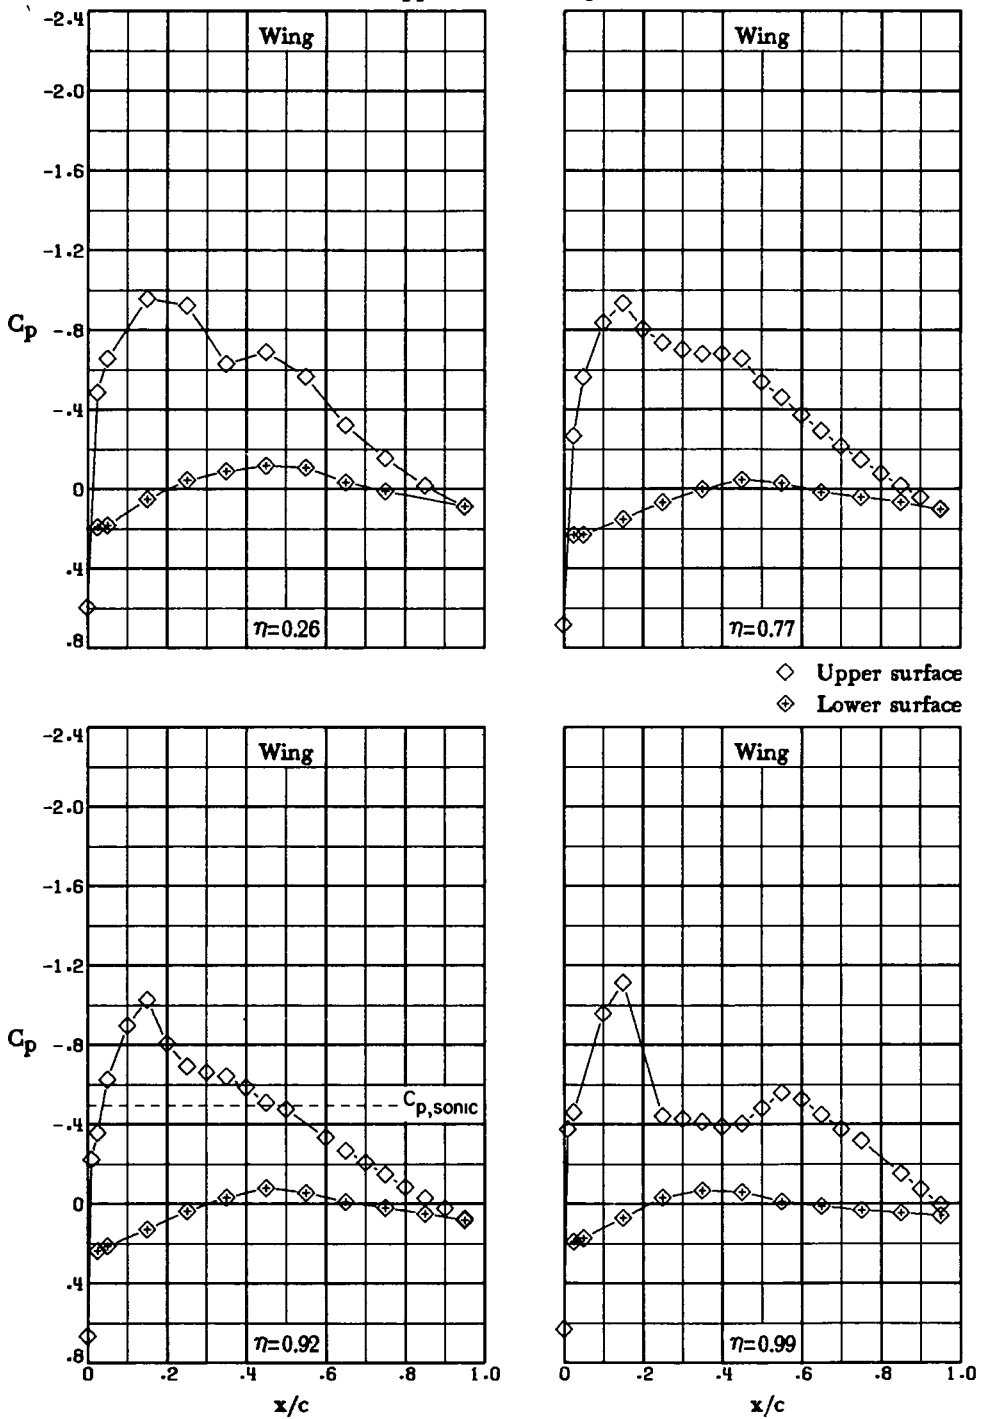 -2.4
Wing
Wing
-2.0
-1.6
-1.2
Cp
-.8
-.4
0
.4
.8
η=0.26
η=0.77
Upper surface
Lower surface
-2.4
Wing
Wing
-2.0
-1.6
-1.2
Cp
-.8
Cp,SONIC
-.4
0
.4
.8
η=0.92
η=0.99
0 .2 .4 .6 .8 1.0
0 .2 .4 .6 .8 1.0
x/c
x/c